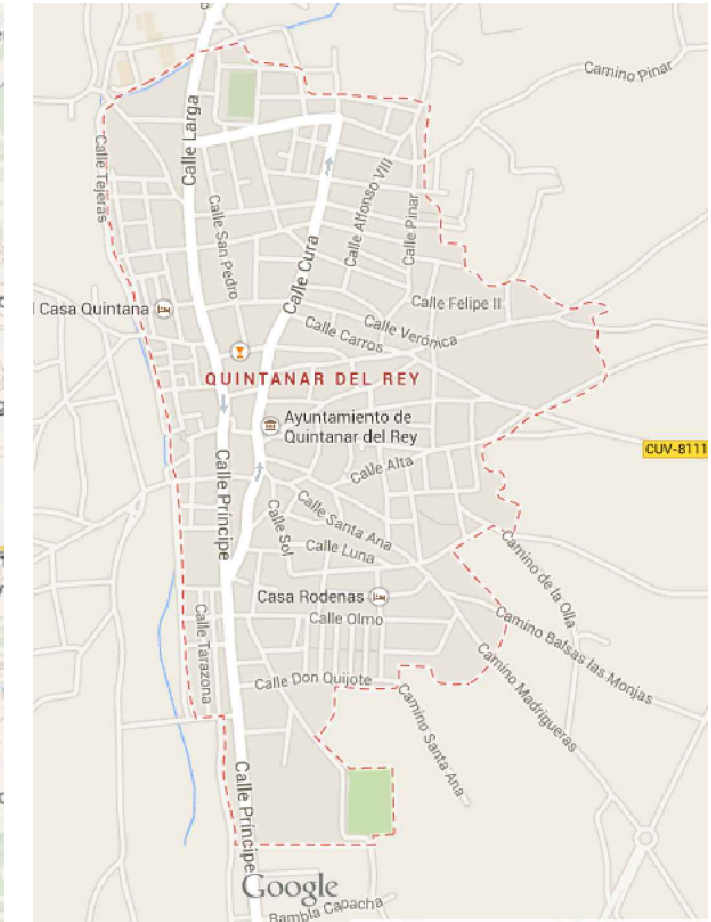 Camino Pinar
Calle Larga
Calle Tejeras
Calle Alfonso VIII
Calle Pinar
Calle San Pedro
Calle Cura
Casa Quintana
Calle Felipe II
Calle Carros
Calle Verónica
QUINTANAR DEL REY
Ayuntamiento de
Quintanar del Rey
CUV-8111
Calle Alta
Calle Príncipe
Calle Santa Ana
Calle Sol
Calle Luna
Camino de la Olla
Casa Rodenas
Calle Olmo
Calle Tarazona
Camino Balsas las Monjas
Camino Madrigueras
Calle Don Quijote
Camino Santa Ana
Calle Príncipe
Google
Rambla Capacha